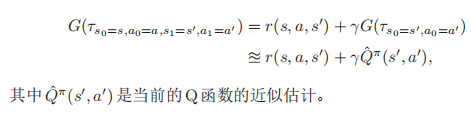 G(τ_{s_0=s,a_0=a,s_1=s',a_1=a'}) = r(s, a, s') + γG(τ_{s_0=s',a_0=a'})
≊ r(s, a, s') + γQ̂^π(s', a'),
其中 Q̂^π(s', a') 是当前的 Q 函数的近似估计。